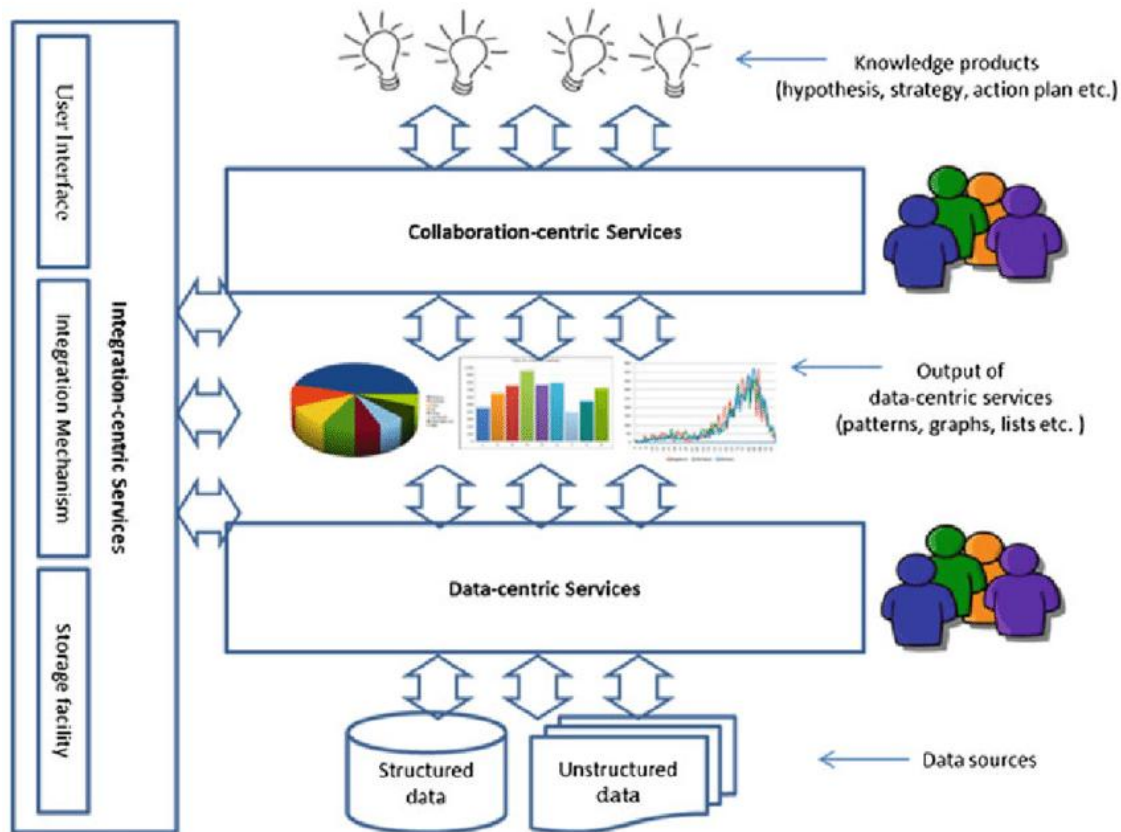 Knowledge products
(hypothesis, strategy, action plan etc.)
User Interface
Collaboration-centric Services
Integration-centric Services
Integration Mechanism
Output of
data-centric services
(patterns, graphs, lists etc. )
Data-centric Services
Storage facility
Structured
data
Unstructured
data
Data sources